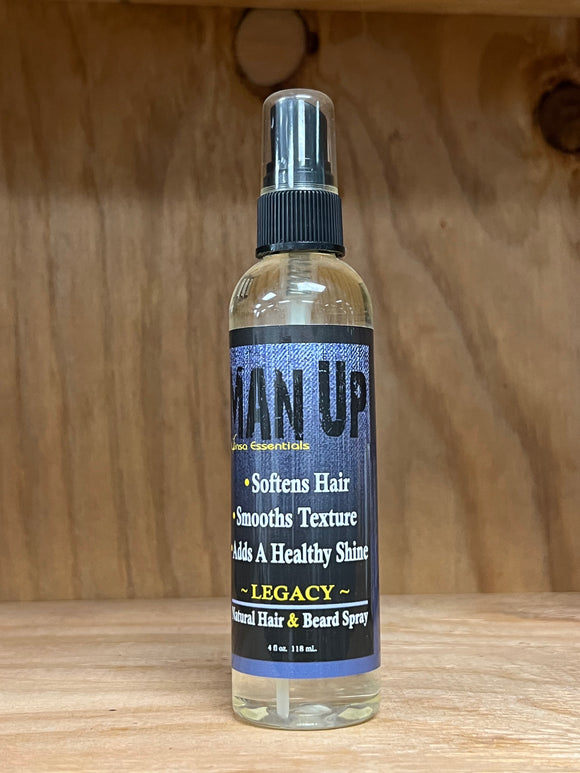 MAN UP
Essentials
• Softens Hair
• Smooths Texture
Adds A Healthy Shine
~ LEGACY ~
Natural Hair & Beard Spray
4 fl oz. 118 mL.